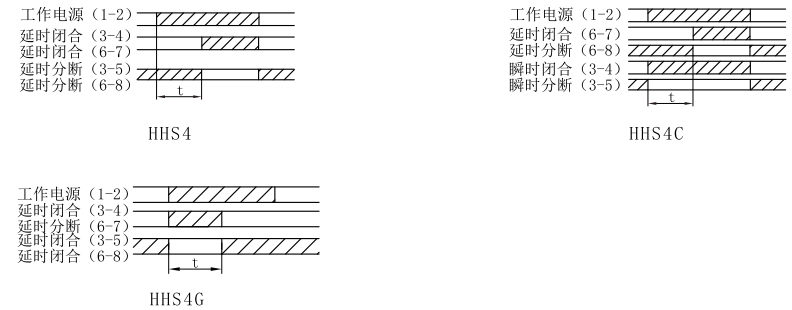 工作电源（1-2）
延时闭合（3-4）
延时闭合（6-7）
延时分断（3-5）
延时分断（6-8）
t
HHS4
工作电源（1-2）
延时闭合（6-7）
延时分断（6-8）
瞬时闭合（3-4）
瞬时分断（3-5）
t
HHS4C
工作电源（1-2）
延时闭合（3-4）
延时分断（6-7）
延时闭合（3-5）
延时闭合（6-8）
t
HHS4G